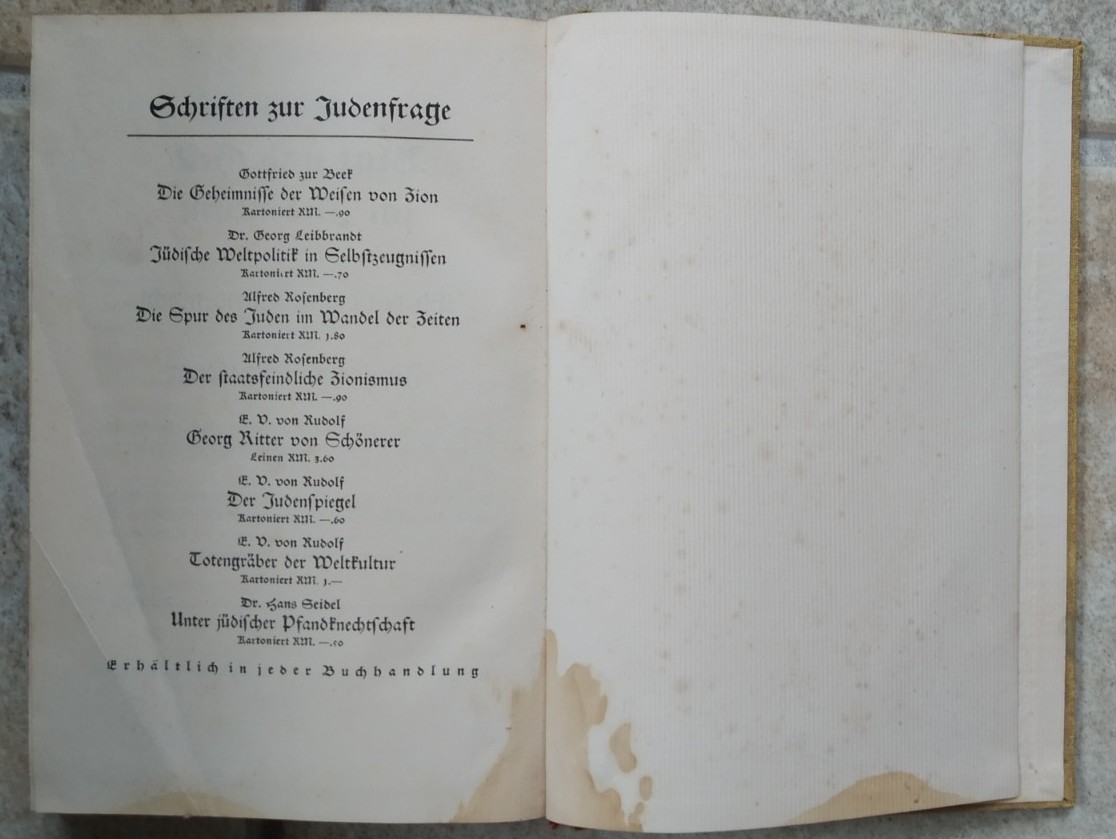 Schriften zur Judenfrage
Gottfried zur Beek
Die Geheimnisse der Weisen von Zion
Kartoniert RM. —.90
Dr. Georg Leibbrandt
Jüdische Weltpolitik in Selbstzeugnissen
Kartoniert RM. —.70
Alfred Rosenberg
Die Spur des Juden im Wandel der Zeiten
Kartoniert RM. 1.80
Alfred Rosenberg
Der staatsfeindliche Zionismus
Kartoniert RM. —.90
E. V. von Rudolf
Georg Ritter von Schönerer
Leinen RM. 3.60
E. V. von Rudolf
Der Judenspiegel
Kartoniert RM. —.60
E. V. von Rudolf
Totengräber der Weltkultur
Kartoniert RM. 1.—
Dr. Hans Seidel
Unter jüdischer Pfandknechtschaft
Kartoniert RM.
Erhältlich in jeder Buchhandlung